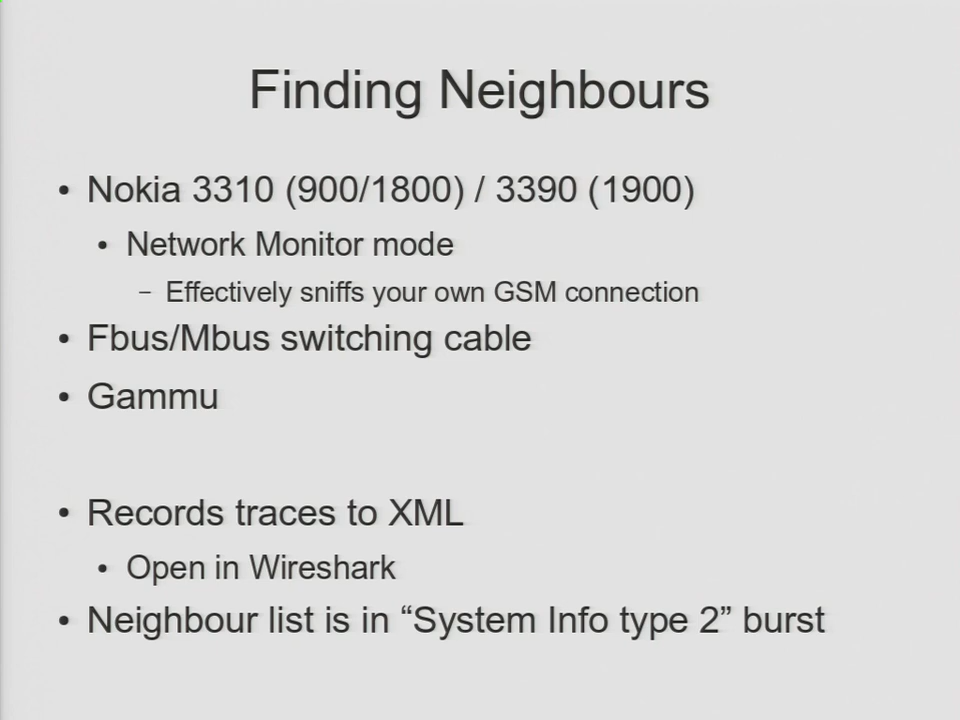 Finding Neighbours
• Nokia 3310 (900/1800) / 3390 (1900)
• Network Monitor mode
– Effectively sniffs your own GSM connection
• Fbus/Mbus switching cable
• Gammu
• Records traces to XML
• Open in Wireshark
• Neighbour list is in “System Info type 2” burst